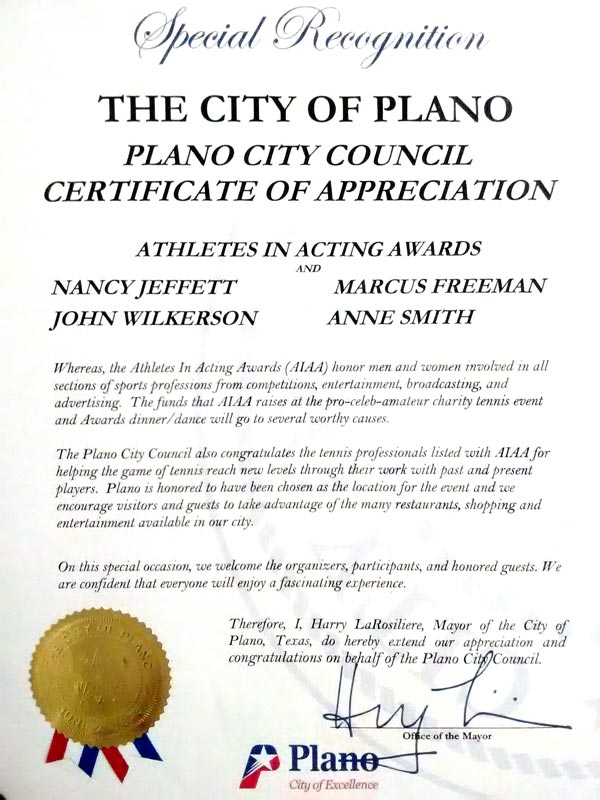 Special Recognition
THE CITY OF PLANO
PLANO CITY COUNCIL
CERTIFICATE OF APPRECIATION
ATHLETES IN ACTING AWARDS
AND
NANCY JEFFETT MARCUS FREEMAN
JOHN WILKERSON ANNE SMITH
Whereas, the Athletes In Acting Awards (AIAA) honor men and women involved in all
sections of sports professions from competitions, entertainment, broadcasting, and
advertising. The funds that AIAA raises at the pro-celeb-amateur charity tennis event
and Awards dinner/dance will go to several worthy causes.
The Plano City Council also congratulates the tennis professionals listed with AIAA for
helping the game of tennis reach new levels through their work with past and present
players. Plano is honored to have been chosen as the location for the event and we
encourage visitors and guests to take advantage of the many restaurants, shopping and
entertainment available in our city.
On this special occasion, we welcome the organizers, participants, and honored guests. We
are confident that everyone will enjoy a fascinating experience.
Therefore, I, Harry LaRosiliere, Mayor of the City of
Plano, Texas, do hereby extend our appreciation and
congratulations on behalf of the Plano City Council.
THE CITY OF PLANO
Office of the Mayor
Plano
City of Excellence